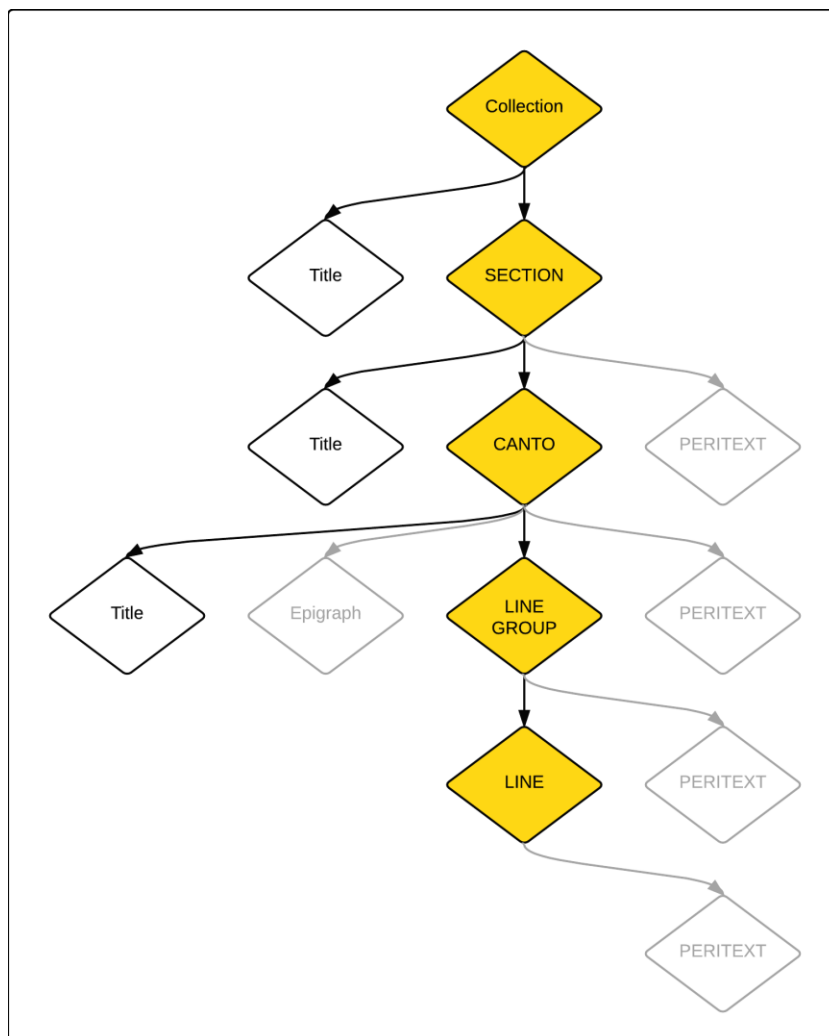 Collection
Title
SECTION
Title
CANTO
PERITEXT
Title
Epigraph
LINE
GROUP
PERITEXT
LINE
PERITEXT
PERITEXT